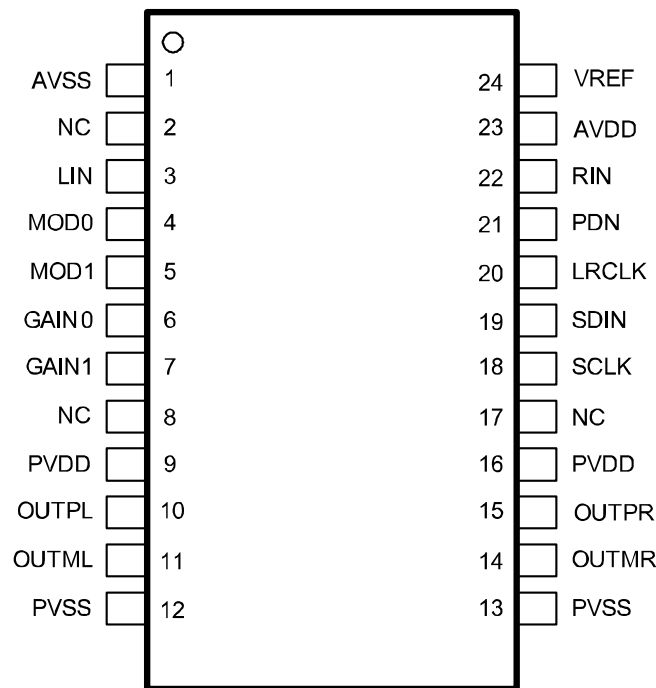 AVSS 1 24 VREF
NC 2 23 AVDD
LIN 3 22 RIN
MOD0 4 21 PDN
MOD1 5 20 LRCLK
GAIN0 6 19 SDIN
GAIN1 7 18 SCLK
NC 8 17 NC
PVDD 9 16 PVDD
OUTPL 10 15 OUTPR
OUTML 11 14 OUTMR
PVSS 12 13 PVSS